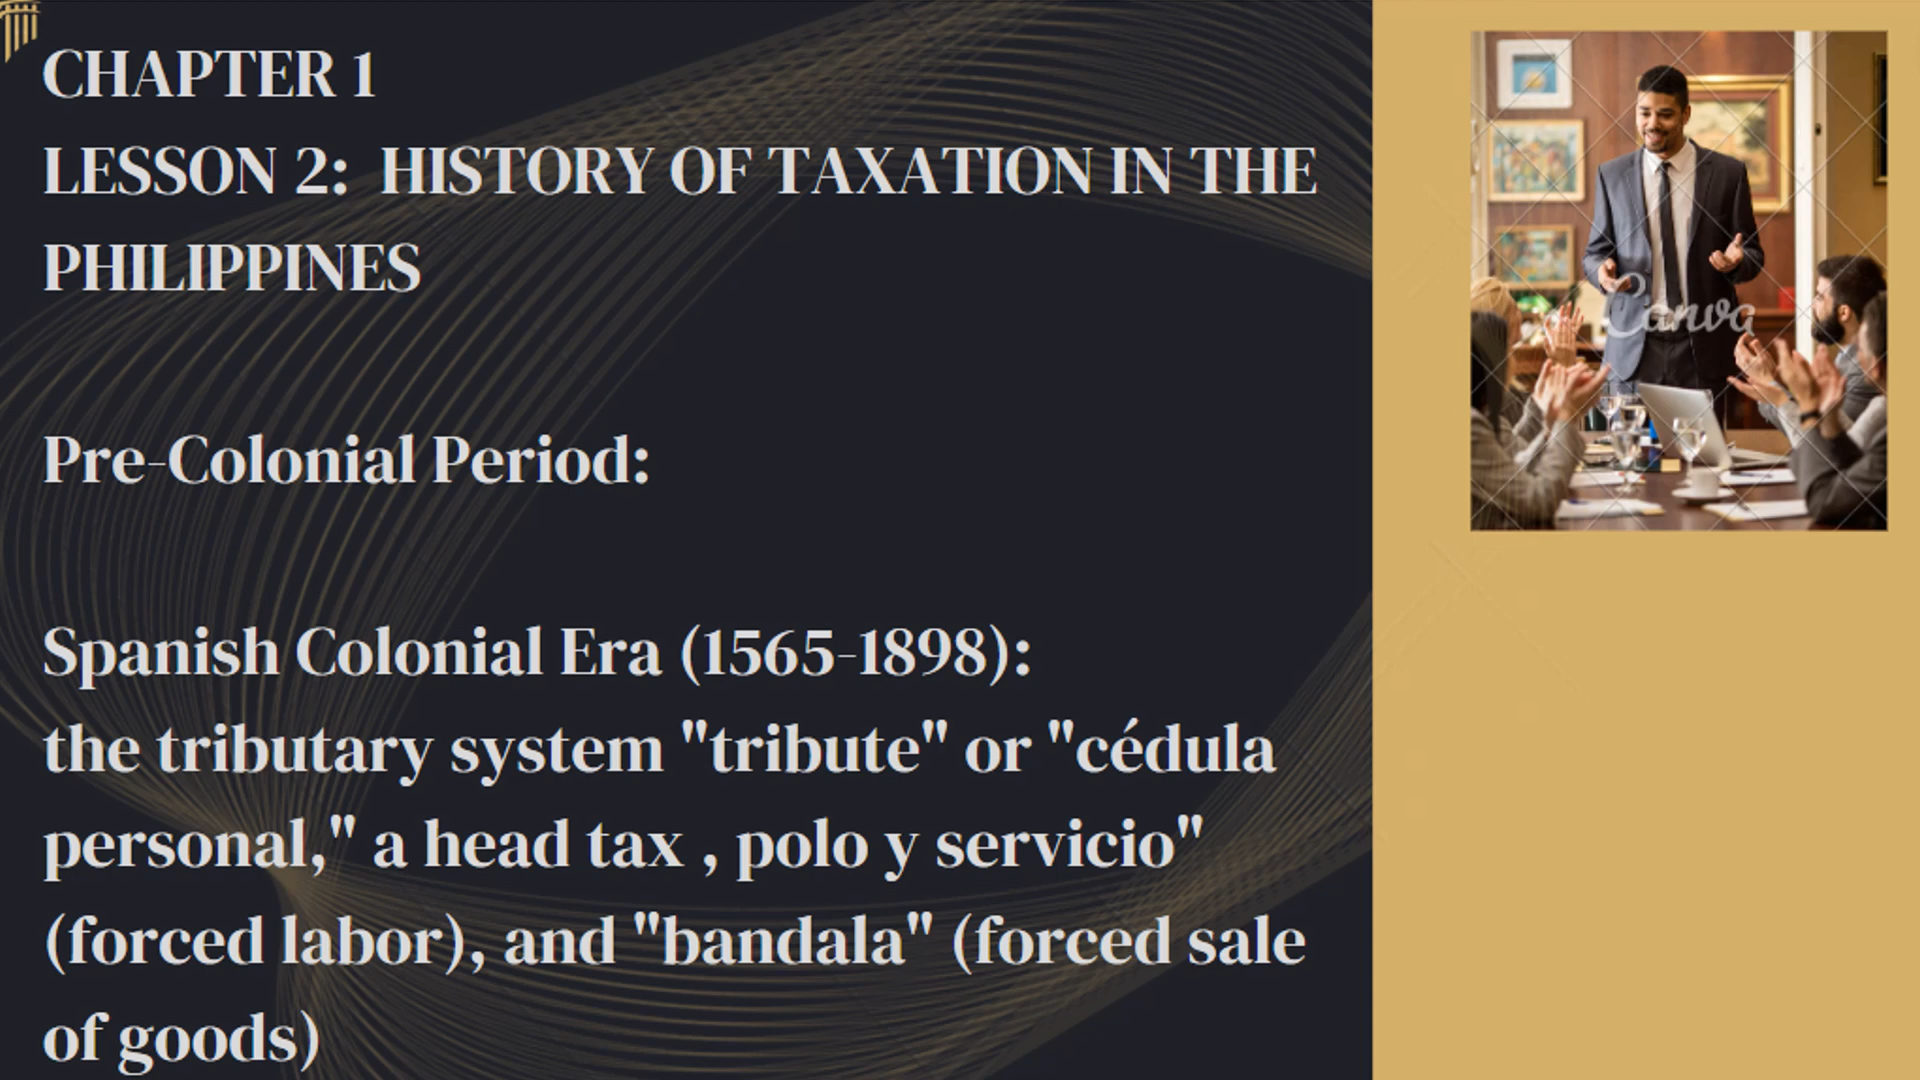 CHAPTER 1
LESSON 2: HISTORY OF TAXATION IN THE
PHILIPPINES
Pre-Colonial Period:
Spanish Colonial Era (1565-1898):
the tributary system "tribute" or "cédula
personal," a head tax , polo y servicio"
(forced labor), and "bandala" (forced sale
of goods)
Canva